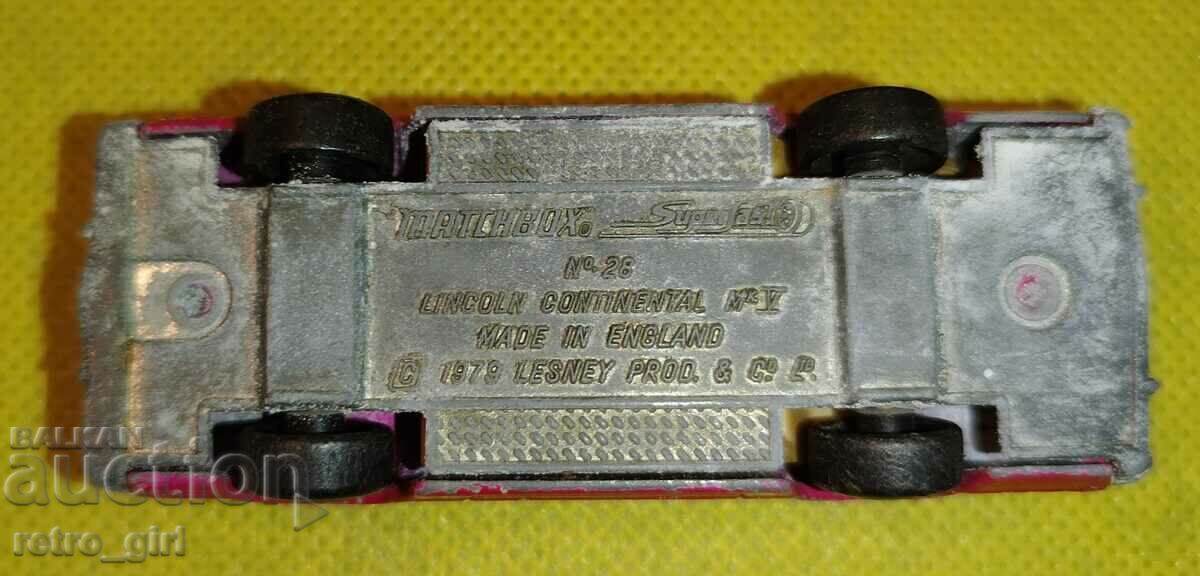 MATCHBOX® Superfast
Nº 28
LINCOLN CONTINENTAL Mk V
MADE IN ENGLAND
© 1979 LESNEY PROD. & Cº Lᴰ.
BALKAN
auction
retro_girl